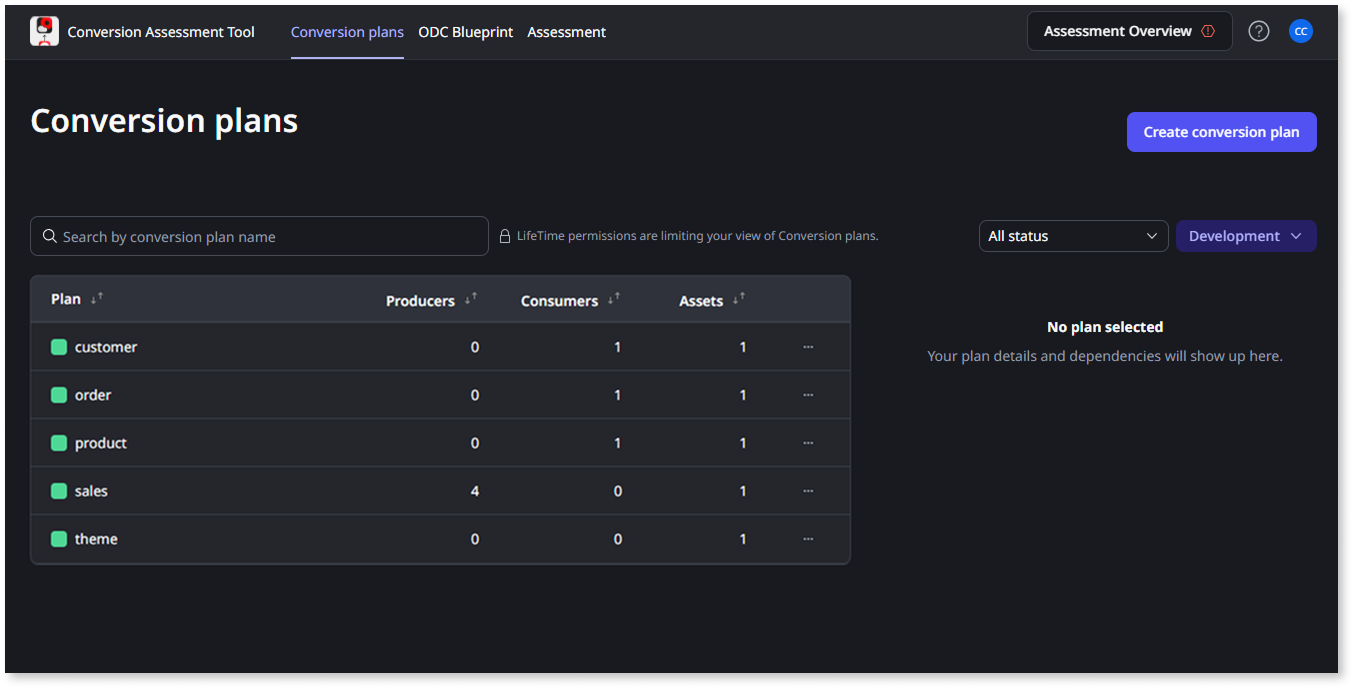 Conversion Assessment Tool Conversion plans ODC Blueprint Assessment Assessment Overview ? CC
Conversion plans
Create conversion plan
Search by conversion plan name LifeTime permissions are limiting your view of Conversion plans. All status Development
Plan Producers Consumers Assets
customer 0 1 1 ...
order 0 1 1 ...
product 0 1 1 ...
sales 4 0 1 ...
theme 0 0 1 ...
No plan selected
Your plan details and dependencies will show up here.